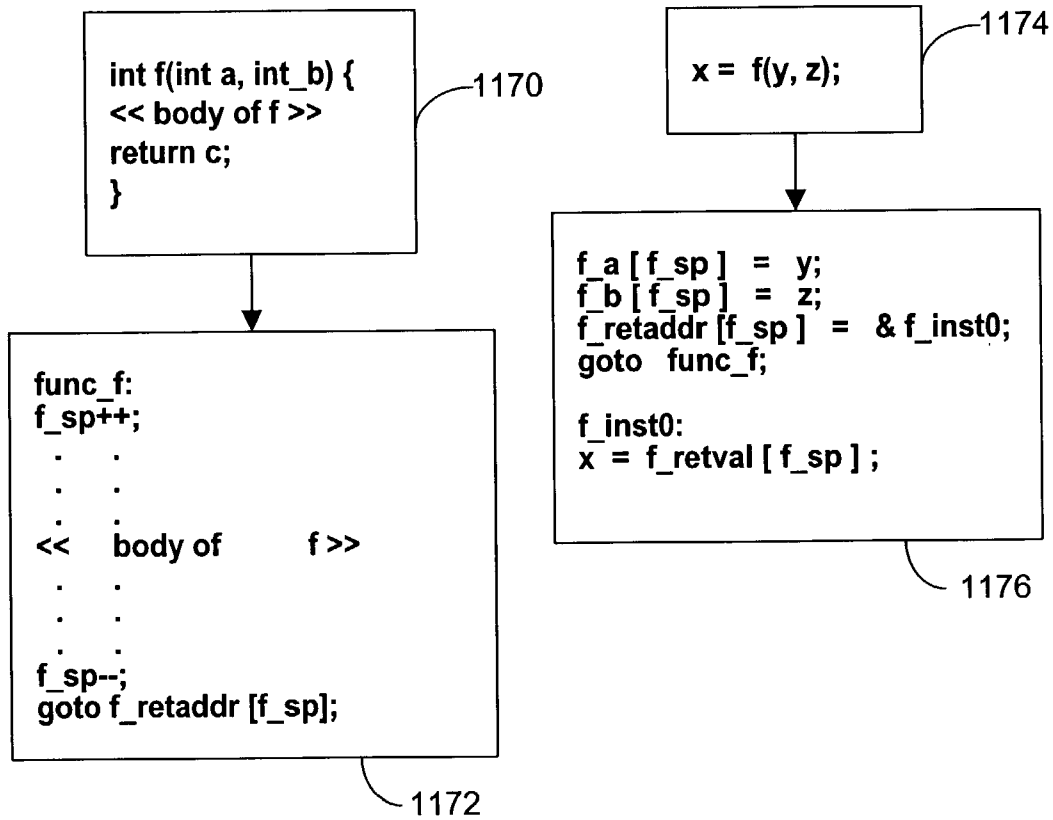 int f(int a, int_b) {
<< body of f >>
return c;
}
1170
func_f:
f_sp++;
. .
. .
. .
<< body of f >>
. .
. .
. .
f_sp--;
goto f_retaddr [f_sp];
1172
x = f(y, z);
1174
f_a [ f_sp ] = y;
f_b [ f_sp ] = z;
f_retaddr [f_sp ] = & f_inst0;
goto func_f;
f_inst0:
x = f_retval [ f_sp ] ;
1176